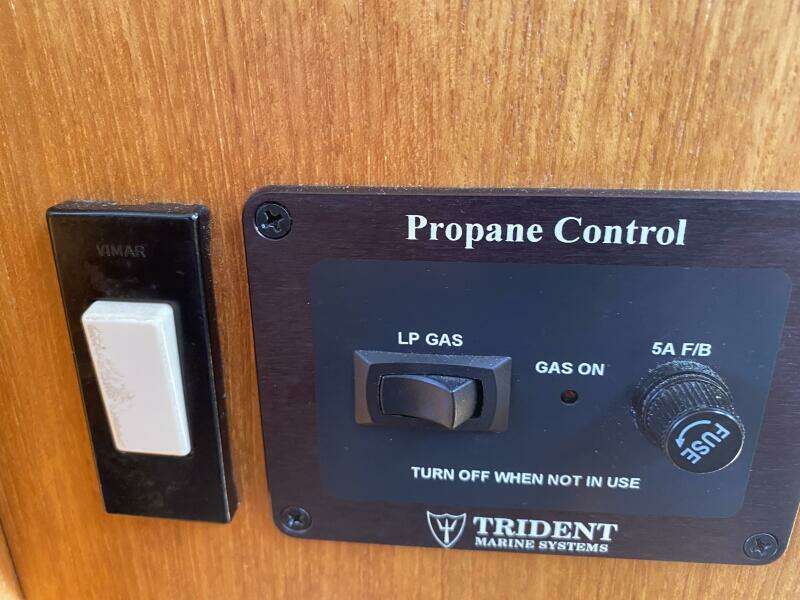 VIMAR
Propane Control
LP GAS
GAS ON
5A F/B
FUSE
TURN OFF WHEN NOT IN USE
TRIDENT
MARINE SYSTEMS